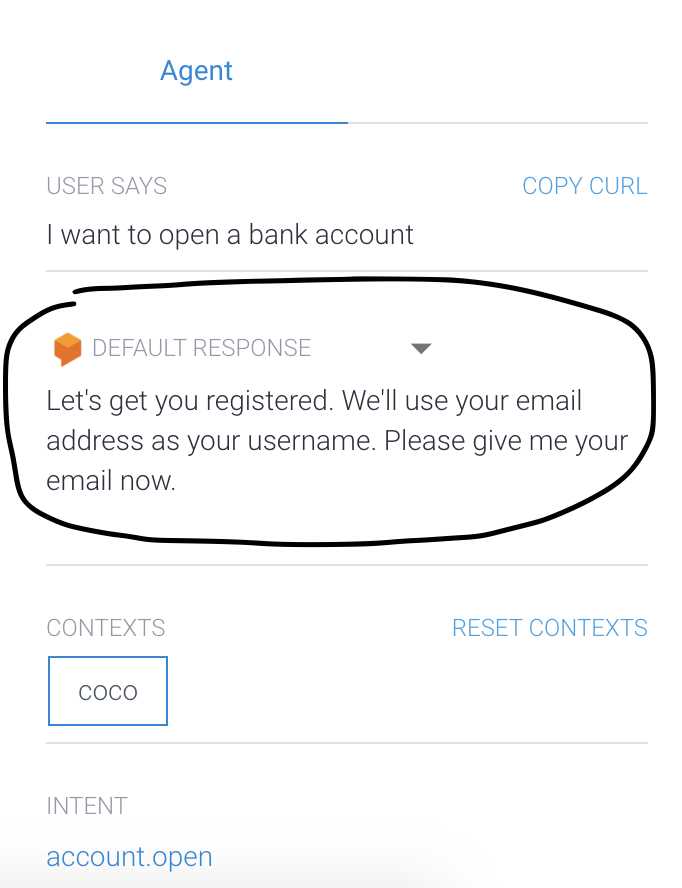 Agent
USER SAYS COPY CURL
I want to open a bank account
DEFAULT RESPONSE
Let's get you registered. We'll use your email
address as your username. Please give me your
email now.
CONTEXTS RESET CONTEXTS
coco
INTENT
account.open